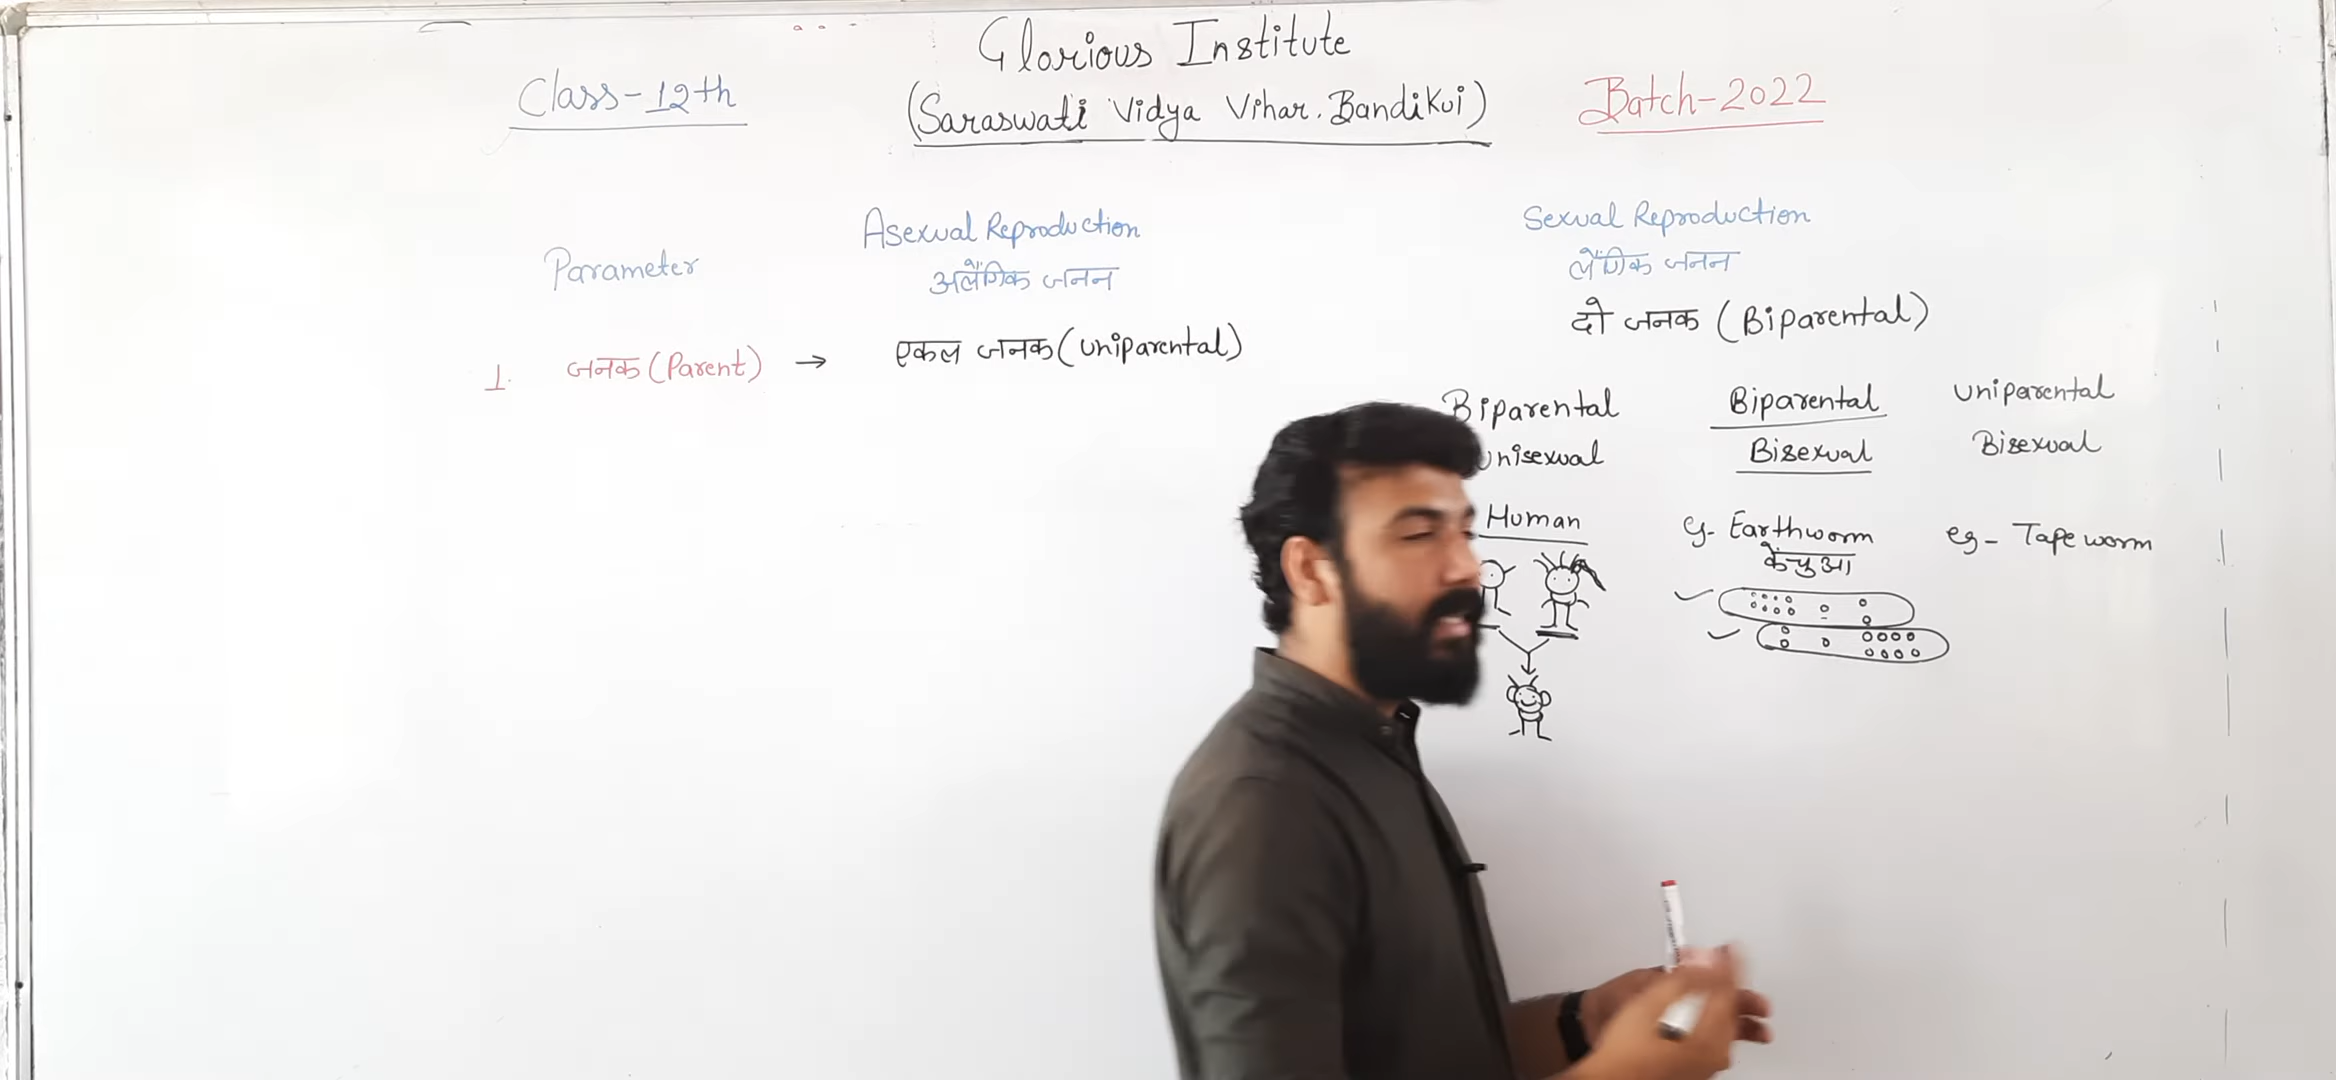 Glorious Institute
Class-12th
(Saraswati Vidya Vihar. Bandikui)
Batch-2022
Parameter
Asexual Reproduction
अलैंगिक जनन
Sexual Reproduction
लैंगिक जनन
1. जनक (Parent) →
एकल जनक (Uniparental)
दो जनक (Biparental)
Biparental
Unisexual
Human
Biparental
Bisexual
eg- Earthworm
केंचुआ
Uniparental
Bisexual
eg- Tapeworm